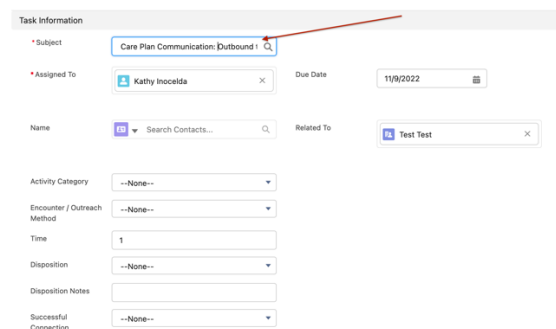 Task Information
*Subject
Care Plan Communication: Outbound
*Assigned To
Kathy Inocelda
Due Date
11/9/2022
Name
Search Contacts...
Related To
Test Test
Activity Category
--None--
Encounter / Outreach
Method
--None--
Time
1
Disposition
--None--
Disposition Notes
Successful
Connection
--None--